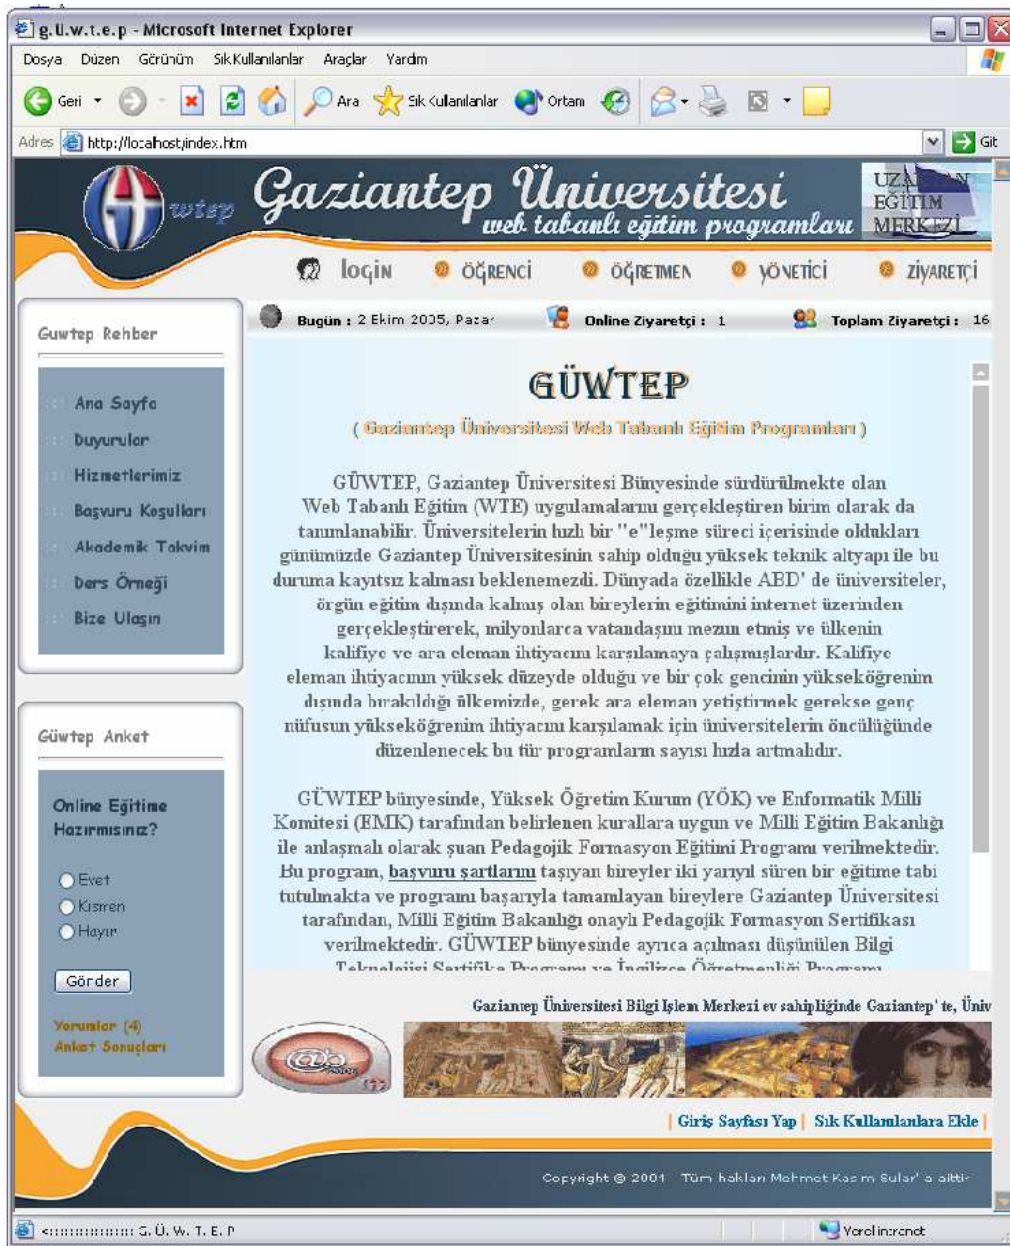 g.ü.w.t.e.p - Microsoft Internet Explorer
Dosya Düzen Görünüm Sık Kullanılanlar Araçlar Yardım
Geri Ara Sık Kullanılanlar Ortam
Adres http://localhost/index.htm Git
wtep Gaziantep Üniversitesi
web tabanlı eğitim programları
UZAKTAN
EĞİTİM
MERKEZİ
login ÖĞRENCİ ÖĞRETMEN YÖNETİCİ ZİYARETÇİ
Bugün : 2 Ekim 2005, Pazar Online Ziyaretçi : 1 Toplam Ziyaretçi : 16
Guwtep Rehber
Ana Sayfa
Duyurular
Hizmetlerimiz
Başvuru Koşulları
Akademik Takvim
Ders Örneği
Bize Ulaşın
Güwtep Anket
Online Eğitime
Hazırmısınız?
Evet
Kısmen
Hayır
Gönder
Yorumlar (4)
Anket Sonuçları
GÜWTEP
( Gaziantep Üniversitesi Web Tabanlı Eğitim Programları )
GÜWTEP, Gaziantep Üniversitesi Bünyesinde sürdürülmekte olan
Web Tabanlı Eğitim (WTE) uygulamalarını gerçekleştiren birim olarak da
tanımlanabilir. Üniversitelerin hızlı bir "e"leşme süreci içerisinde oldukları
günümüzde Gaziantep Üniversitesinin sahip olduğu yüksek teknik altyapı ile bu
duruma kayıtsız kalması beklenemezdi. Dünyada özellikle ABD' de üniversiteler,
örgün eğitim dışında kalmış olan bireylerin eğitimini internet üzerinden
gerçekleştirerek, milyonlarca vatandaşını mezun etmiş ve ülkenin
kalifiye ve ara eleman ihtiyacını karşılamaya çalışmışlardır. Kalifiye
eleman ihtiyacının yüksek düzeyde olduğu ve bir çok gencinin yükseköğrenim
dışında bırakıldığı ülkemizde, gerek ara eleman yetiştirmek gerekse genç
nüfusun yükseköğrenim ihtiyacını karşılamak için üniversitelerin öncülüğünde
düzenlenecek bu tür programların sayısı hızla artmalıdır.
GÜWTEP bünyesinde, Yüksek Öğretim Kurum (YÖK) ve Enformatik Milli
Komitesi (EMK) tarafından belirlenen kurallara uygun ve Milli Eğitim Bakanlığı
ile anlaşmalı olarak şuan Pedagojik Formasyon Eğitimi Programı verilmektedir.
Bu program, başvuru şartlarını taşıyan bireyler iki yarıyıl süren bir eğitime tabi
tutulmakta ve programı başarıyla tamamlayan bireylere Gaziantep Üniversitesi
tarafından, Milli Eğitim Bakanlığı onaylı Pedagojik Formasyon Sertifikası
verilmektedir. GÜWTEP bünyesinde ayrıca açılması düşünülen Bilgi
Teknolojisi Sertifika Programı ve İngilizce Öğretmenliği Programı
Gaziantep Üniversitesi Bilgi İşlem Merkezi ev sahipliğinde Gaziantep' te, Üniv
| Giriş Sayfası Yap | Sık Kullanılanlara Ekle |
Copyright © 2004 Tüm hakları Mehmet Kasım Sular' a aittir
G. Ü. W. T. E. P Yerel intranet